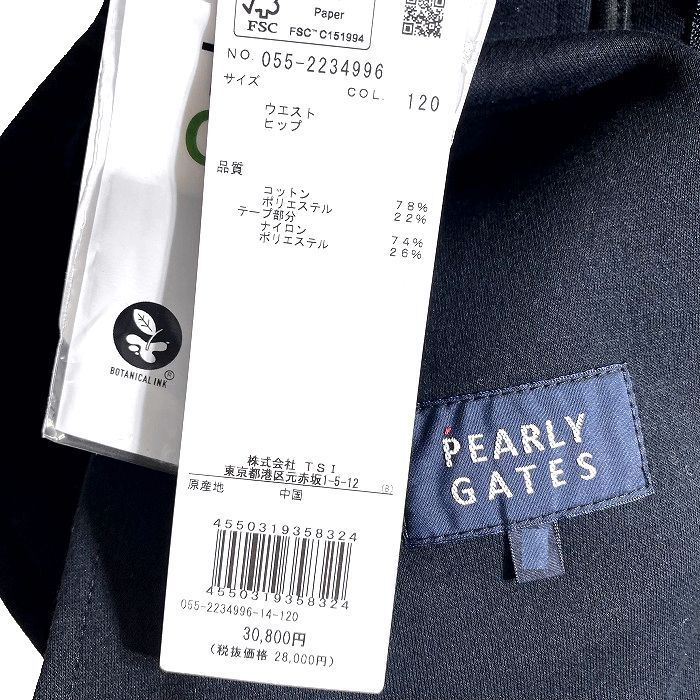 Paper
FSC
FSC™ C151994
NO. 055-2234996
サイズ
COL. 120
ウエスト
ヒップ
品質
コットン 78%
ポリエステル 22%
テープ部分
ナイロン 74%
ポリエステル 26%
BOTANICAL INK ®
PEARLY
GATES
株式会社 TSI
東京都港区元赤坂1-5-12 (8)
原産地 中国
4550319358324
4550319358324
055-2234996-14-120
30,800円
(税抜価格 28,000円)